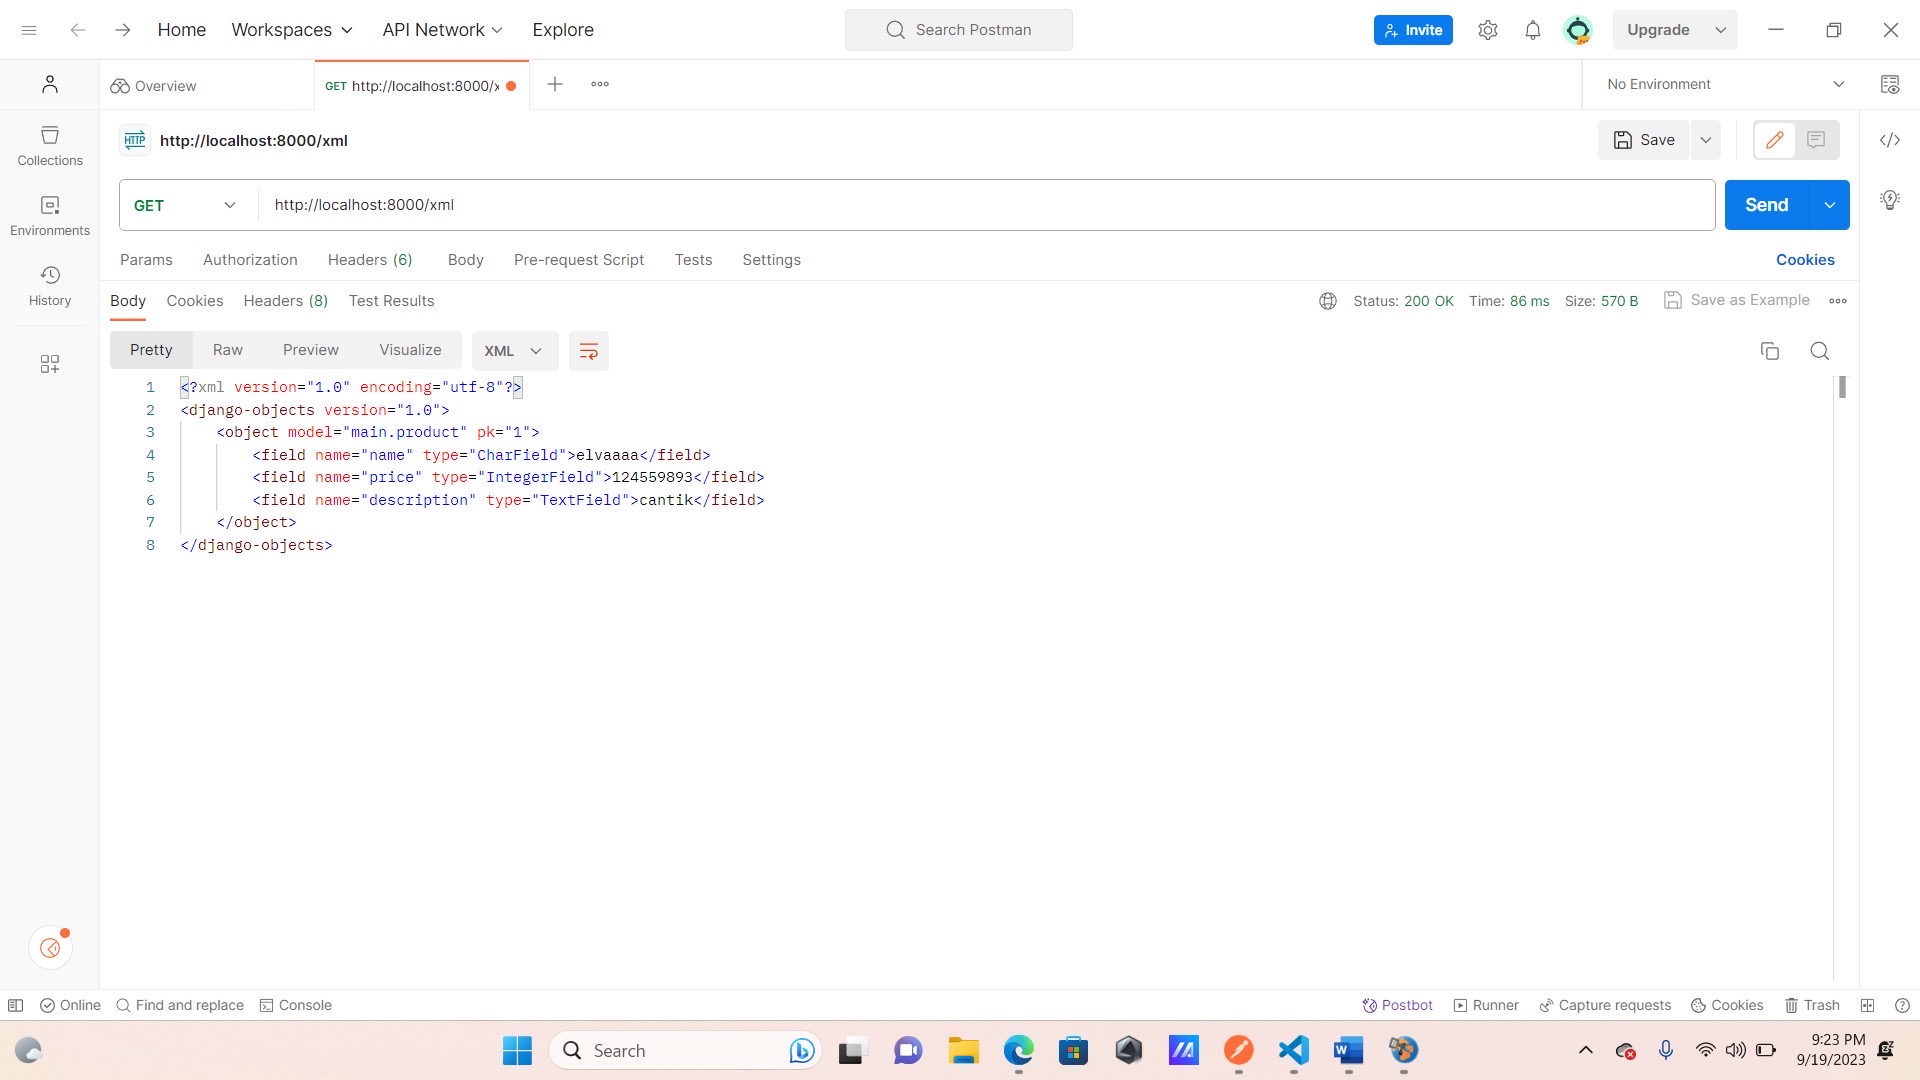 Home Workspaces API Network Explore Search Postman Invite Upgrade
Overview GET http://localhost:8000/x No Environment
HTTP http://localhost:8000/xml Save
Collections
GET http://localhost:8000/xml Send
Environments
Params Authorization Headers (6) Body Pre-request Script Tests Settings Cookies
History
Body Cookies Headers (8) Test Results Status: 200 OK Time: 86 ms Size: 570 B Save as Example
Pretty Raw Preview Visualize XML
1 <?xml version="1.0" encoding="utf-8"?>
2 <django-objects version="1.0">
3 <object model="main.product" pk="1">
4 <field name="name" type="CharField">elvaaaa</field>
5 <field name="price" type="IntegerField">124559893</field>
6 <field name="description" type="TextField">cantik</field>
7 </object>
8 </django-objects>
Online Find and replace Console Postbot Runner Capture requests Cookies Trash
Search
9:23 PM
9/19/2023